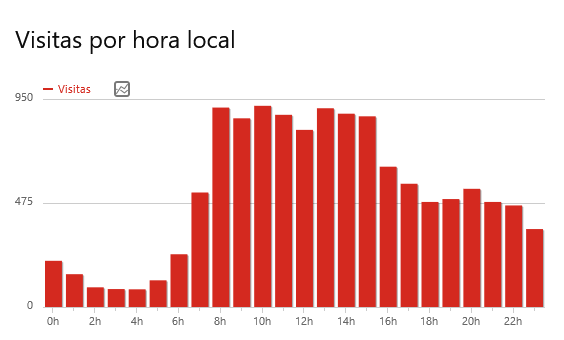 Visitas por hora local
Visitas
950
475
0
0h 2h 4h 6h 8h 10h 12h 14h 16h 18h 20h 22h